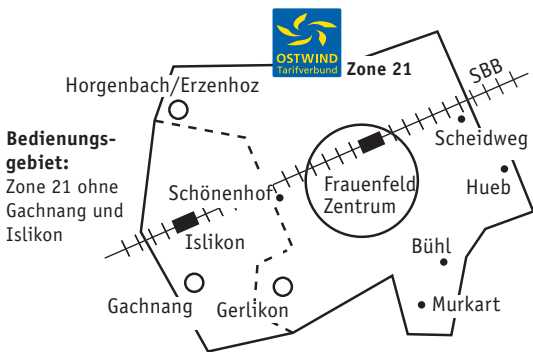 OSTWIND
Tarifverbund
Zone 21
SBB
Horgenbach/Erzenhoz
Bedienungs-
gebiet:
Zone 21 ohne
Gachnang und
Islikon
Scheidweg
Schönenhof
Frauenfeld
Zentrum
Hueb
Islikon
Bühl
Gachnang
Gerlikon
Murkart